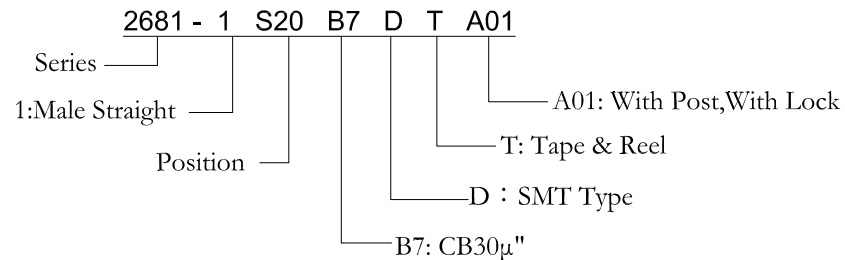 2681 - 1 S20 B7 D T A01
Series
A01: With Post,With Lock
1:Male Straight
T: Tape & Reel
Position
D：SMT Type
B7: CB30μ"